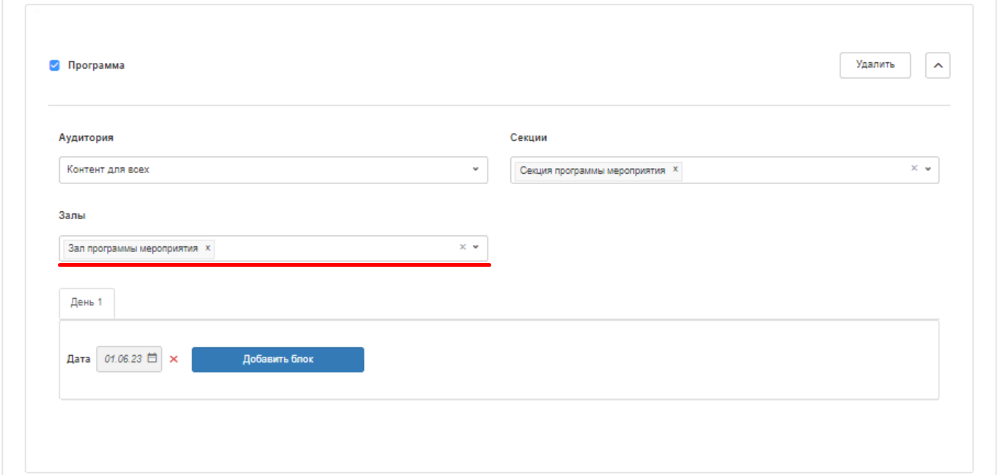 Программа
Удалить
Аудитория
Секции
Контент для всех
Секция программы мероприятия x
Залы
Зал программы мероприятия x
День 1
Дата 01.06.23
Добавить блок